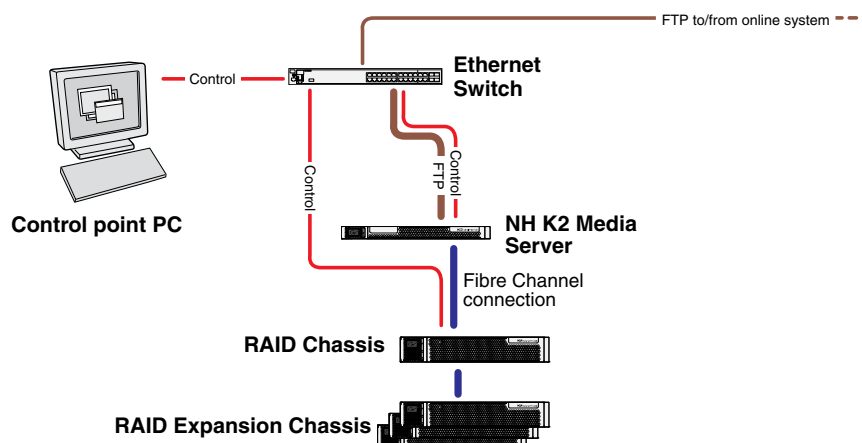 FTP to/from online system
Control
Ethernet
Switch
Control
FTP
Control
Control point PC
NH K2 Media
Server
Fibre Channel
connection
RAID Chassis
RAID Expansion Chassis